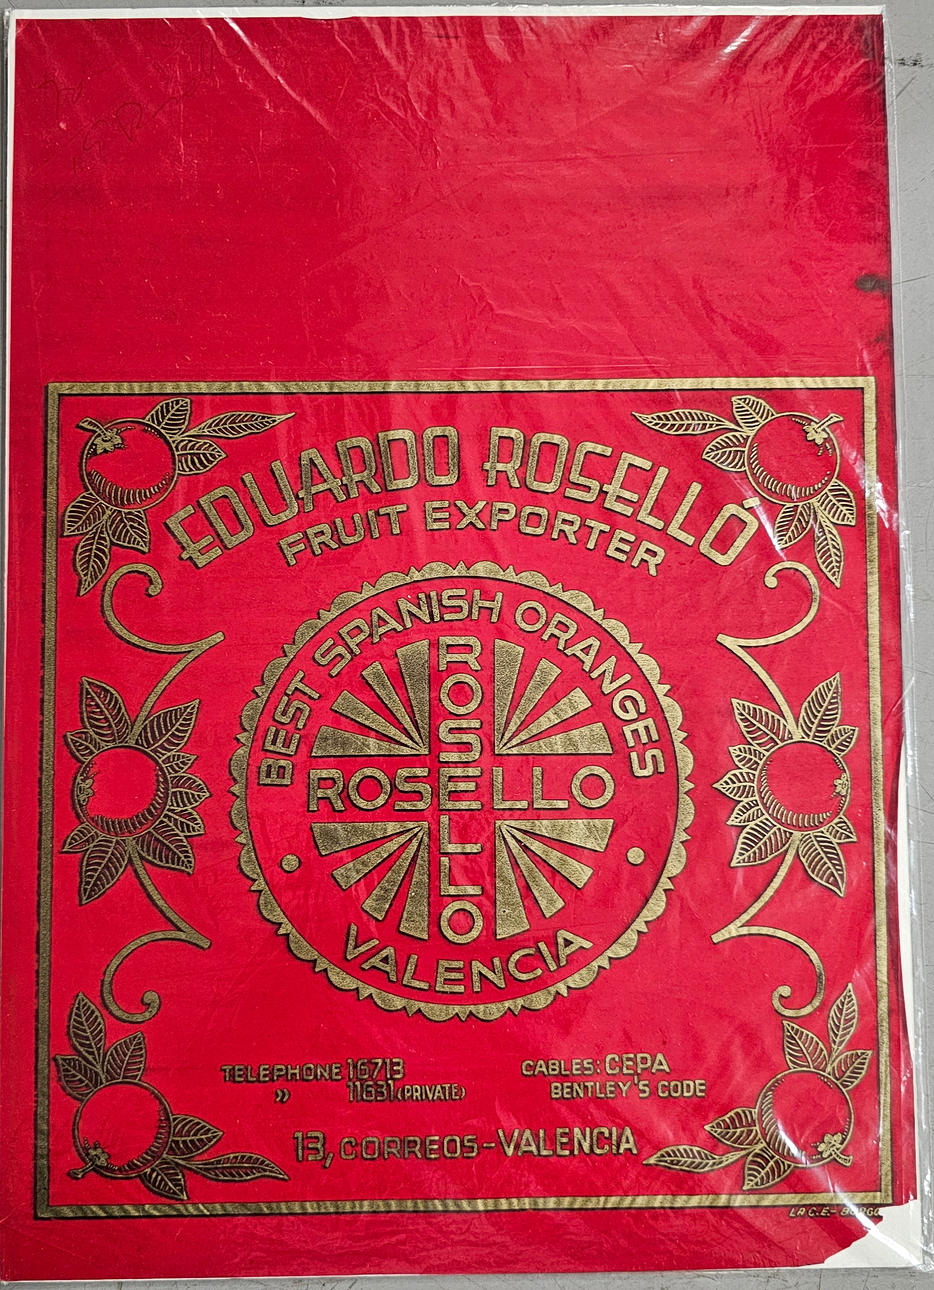 EDUARDO ROSELLÓ
FRUIT EXPORTER
BEST SPANISH ORANGES
ROSELLO
ROSELLO
VALENCIA
TELEPHONE 16713
» 11631 (PRIVATE)
CABLES: CEPA
BENTLEY'S CODE
13, CORREOS-VALENCIA
LA C.E.-